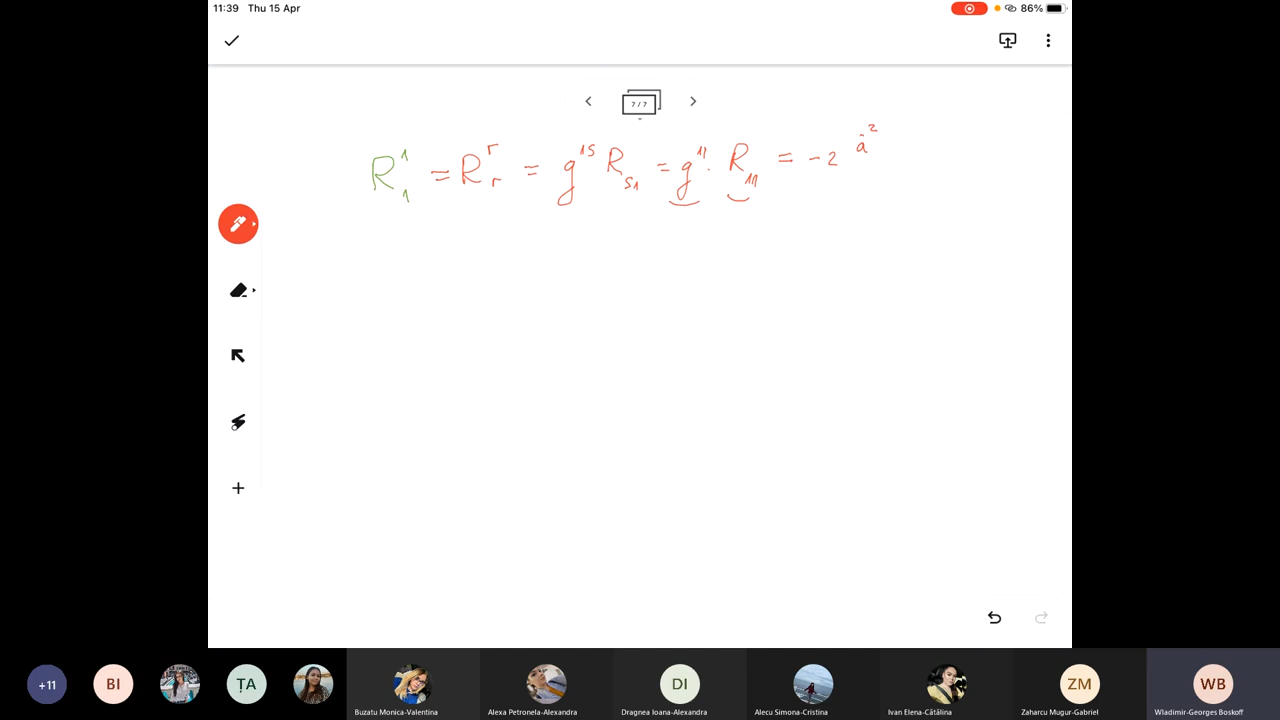 11:39 Thu 15 Apr
86%
7 / 7
R^1_1 = R^r_r = g^{1s} R_{s1} = g^{11} · R_{11} = -2 ȧ^2
+
+11
BI
ȚA
DI
ZM
WB
Buzatu Monica-Valentina
Alexa Petronela-Alexandra
Dragnea Ioana-Alexandra
Alecu Simona-Cristina
Ivan Elena-Cătălina
Zaharcu Mugur-Gabriel
Wladimir-Georges Boskoff